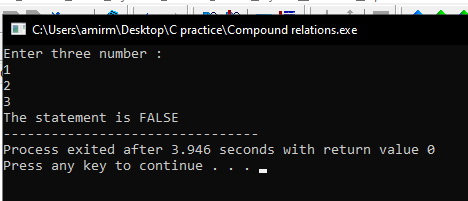 C:\Users\amirm\Desktop\C practice\Compound relations.exe
Enter three number :
1
2
3
The statement is FALSE
--------------------------------
Process exited after 3.946 seconds with return value 0
Press any key to continue . . .